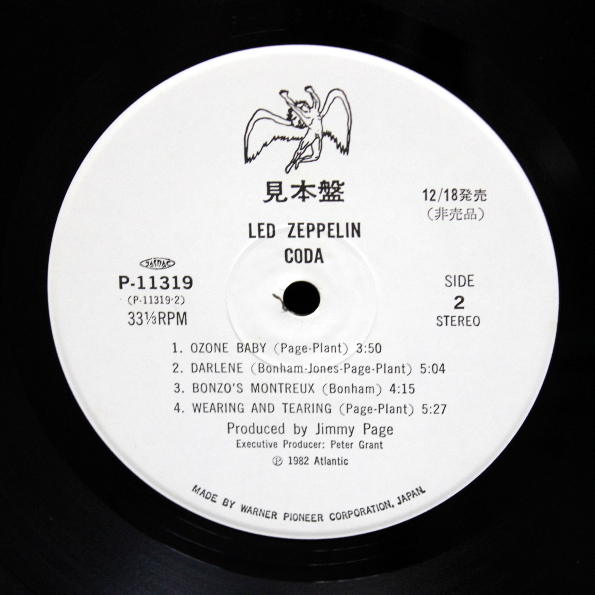 見本盤
12/18発売
(非売品)
LED ZEPPELIN
CODA
JASRAC
P-11319
(P-11319-2)
33⅓RPM
SIDE
2
STEREO
1. OZONE BABY (Page-Plant) 3:50
2. DARLENE (Bonham-Jones-Page-Plant) 5:04
3. BONZO'S MONTREUX (Bonham) 4:15
4. WEARING AND TEARING (Page-Plant) 5:27
Produced by Jimmy Page
Executive Producer: Peter Grant
℗ 1982 Atlantic
MADE BY WARNER PIONEER CORPORATION, JAPAN.